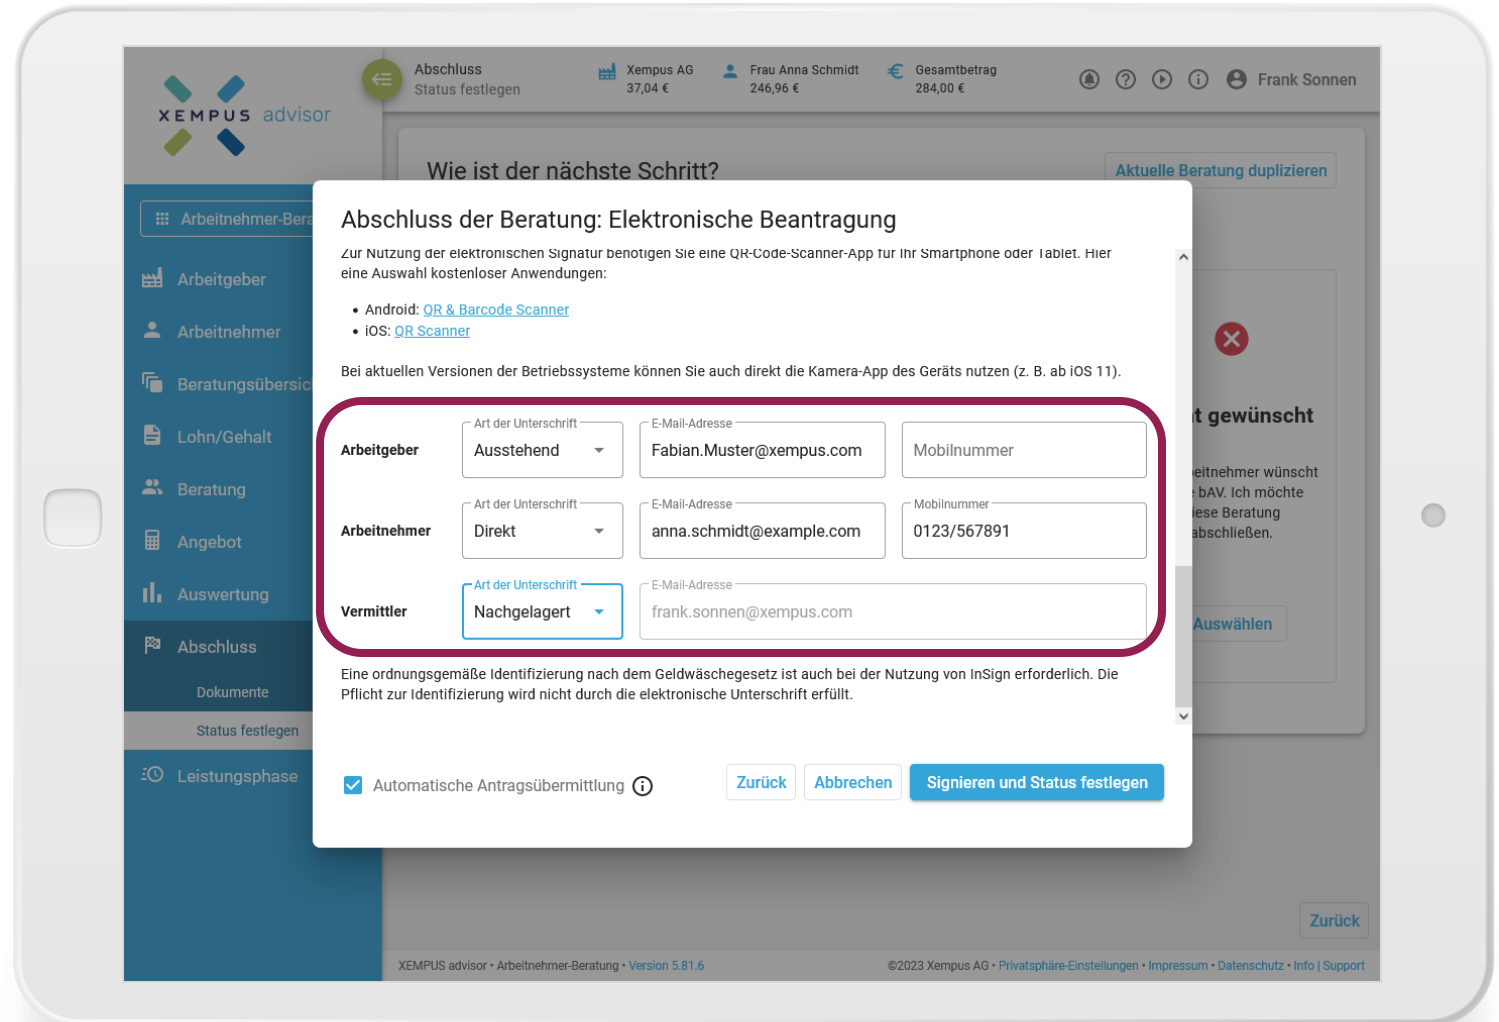 XEMPUS advisor
Abschluss
Status festlegen
Xempus AG
37,04 €
Frau Anna Schmidt
246,96 €
Gesamtbetrag
284,00 €
Frank Sonnen
Wie ist der nächste Schritt?
Aktuelle Beratung duplizieren
Arbeitnehmer-Bera
Arbeitgeber
Arbeitnehmer
Beratungsübersic
Lohn/Gehalt
Beratung
Angebot
Auswertung
Abschluss
Dokumente
Status festlegen
Leistungsphase
Abschluss der Beratung: Elektronische Beantragung
Zur Nutzung der elektronischen Signatur benötigen Sie eine QR-Code-Scanner-App für Ihr Smartphone oder Tablet. Hier
eine Auswahl kostenloser Anwendungen:
• Android: QR & Barcode Scanner
• iOS: QR Scanner
Bei aktuellen Versionen der Betriebssysteme können Sie auch direkt die Kamera-App des Geräts nutzen (z. B. ab iOS 11).
Arbeitgeber
Art der Unterschrift
Ausstehend
E-Mail-Adresse
Fabian.Muster@xempus.com
Mobilnummer
Arbeitnehmer
Art der Unterschrift
Direkt
E-Mail-Adresse
anna.schmidt@example.com
Mobilnummer
0123/567891
Vermittler
Art der Unterschrift
Nachgelagert
E-Mail-Adresse
frank.sonnen@xempus.com
Eine ordnungsgemäße Identifizierung nach dem Geldwäschegesetz ist auch bei der Nutzung von InSign erforderlich. Die
Pflicht zur Identifizierung wird nicht durch die elektronische Unterschrift erfüllt.
Automatische Antragsübermittlung
Zurück
Abbrechen
Signieren und Status festlegen
t gewünscht
eitnehmer wünscht
bAV. Ich möchte
iese Beratung
abschließen.
Auswählen
Zurück
XEMPUS advisor • Arbeitnehmer-Beratung • Version 5.81.6
©2023 Xempus AG • Privatsphäre-Einstellungen • Impressum • Datenschutz • Info | Support